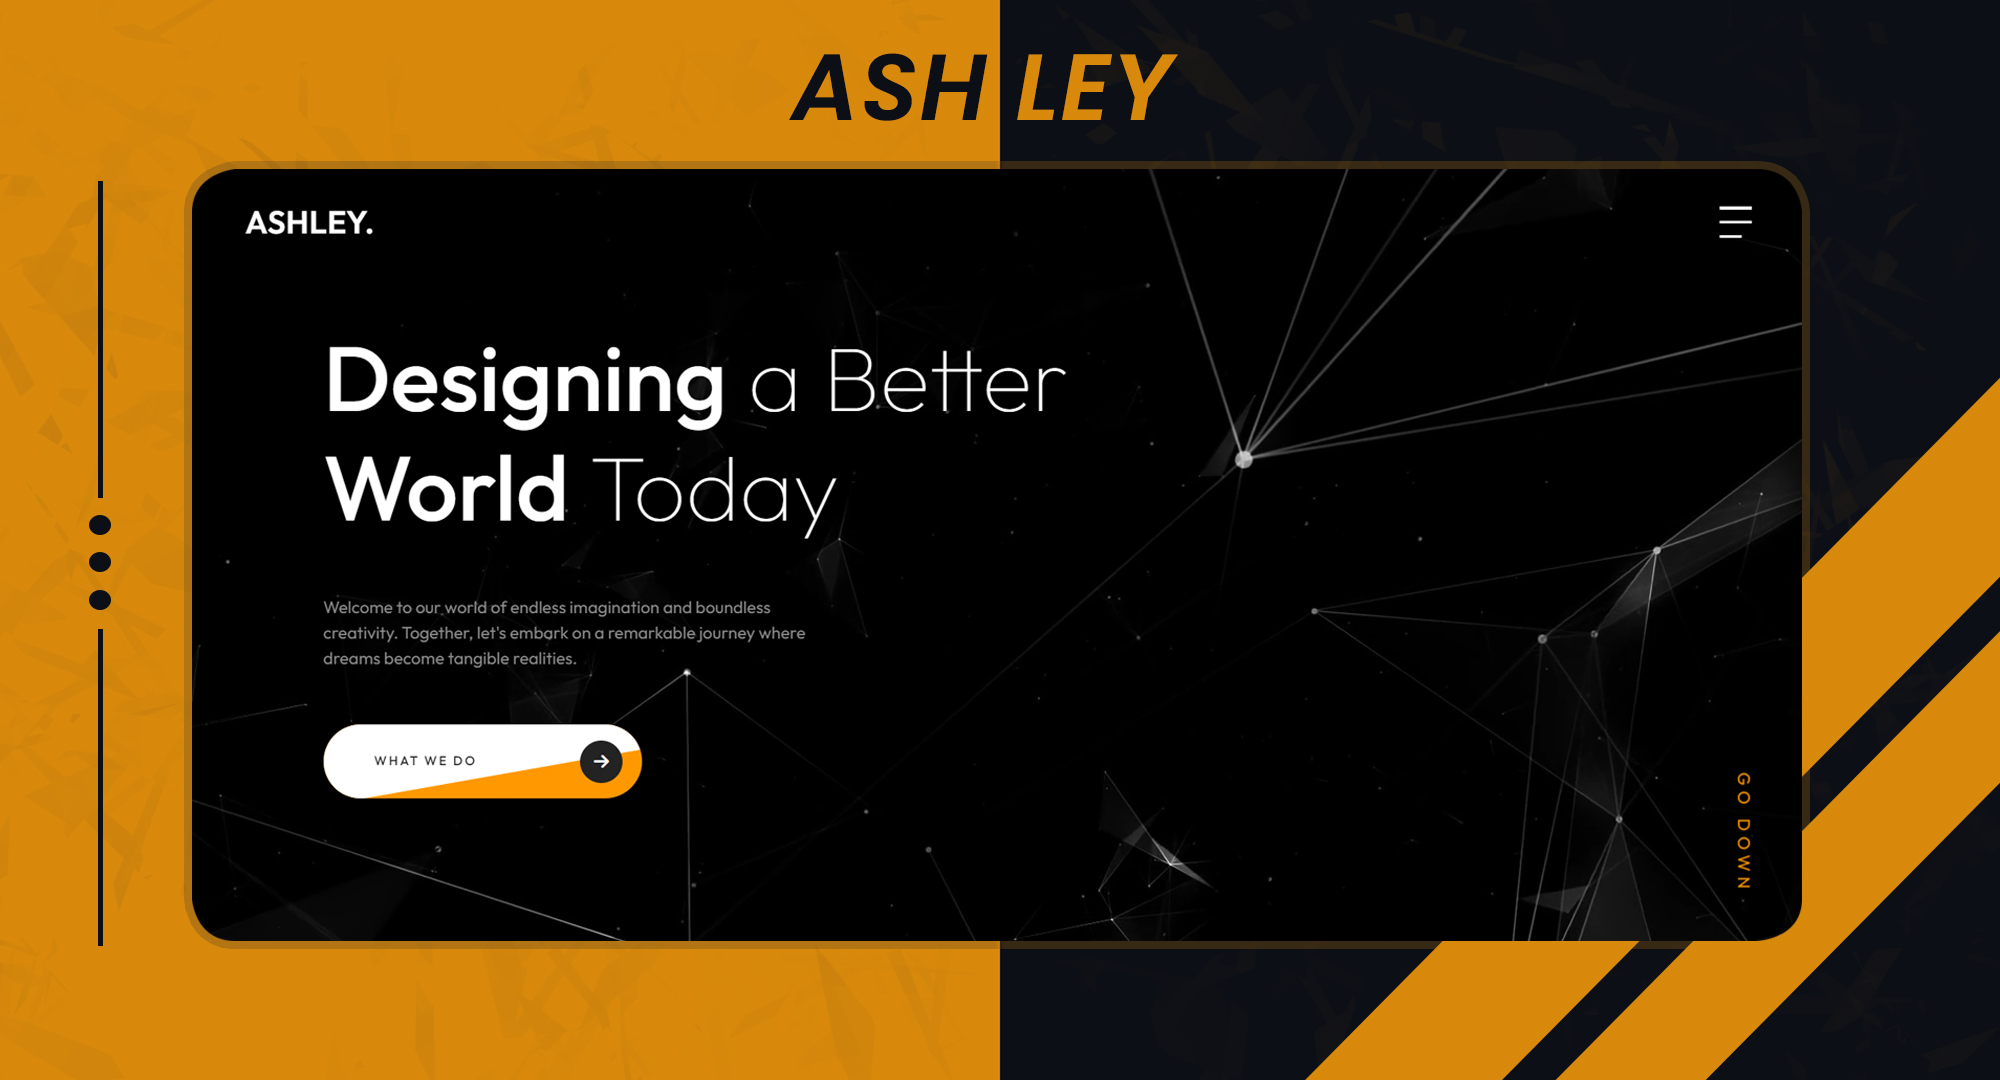 ASHLEY
ASHLEY.
Designing a Better
World Today
Welcome to our world of endless imagination and boundless
creativity. Together, let's embark on a remarkable journey where
dreams become tangible realities.
WHAT WE DO
GO DOWN